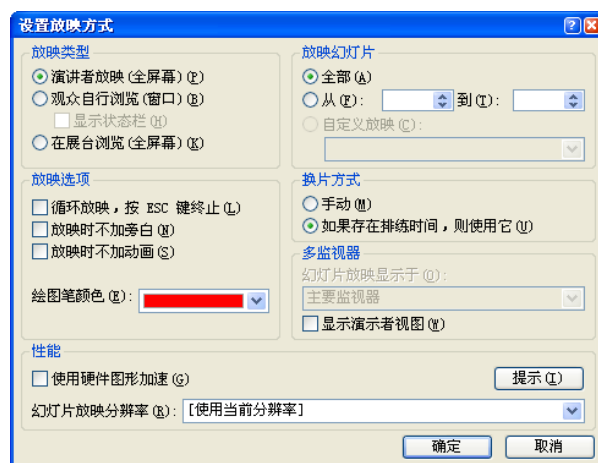 设置放映方式
放映类型
演讲者放映(全屏幕)(P)
观众自行浏览(窗口)(B)
显示状态栏(H)
在展台浏览(全屏幕)(K)
放映幻灯片
全部(A)
从(F): 到(T):
自定义放映(C):
放映选项
循环放映，按 ESC 键终止(L)
放映时不加旁白(N)
放映时不加动画(S)
绘图笔颜色(E):
换片方式
手动(M)
如果存在排练时间，则使用它(U)
多监视器
幻灯片放映显示于(O):
主要监视器
显示演示者视图(W)
性能
使用硬件图形加速(G)
提示(I)
幻灯片放映分辨率(R): [使用当前分辨率]
确定 取消